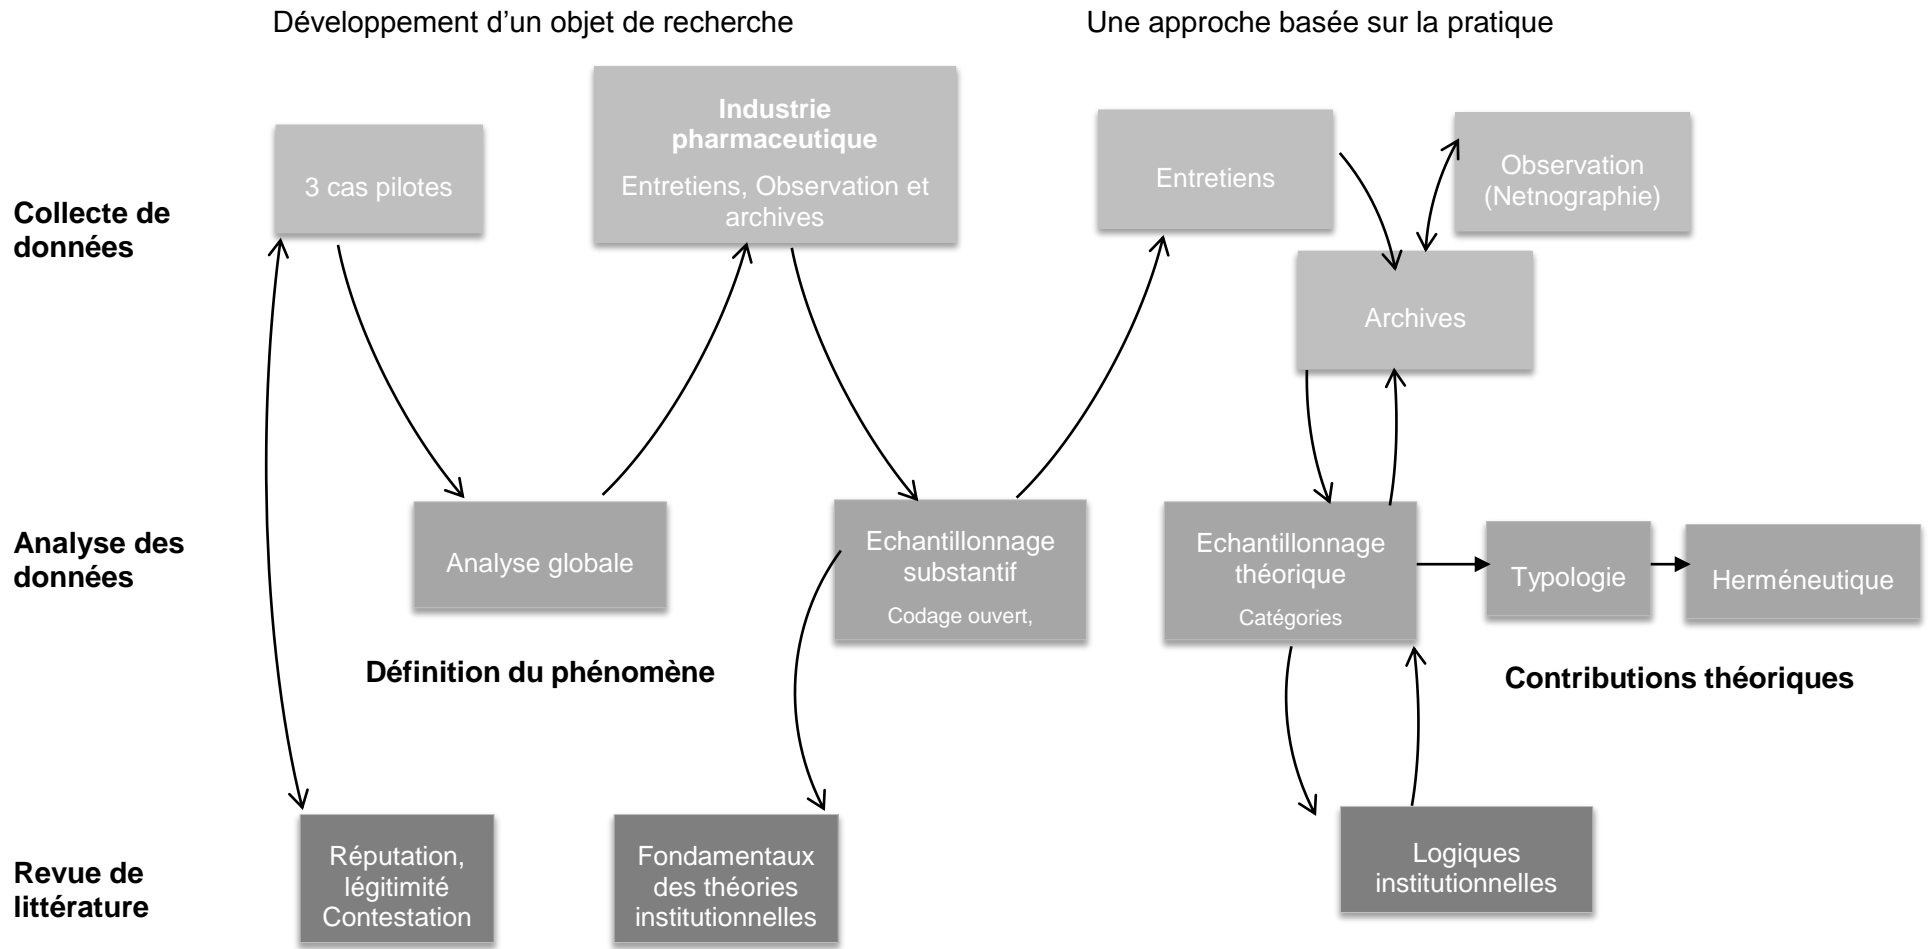 Développement d’un objet de recherche
Une approche basée sur la pratique
Collecte de
données
3 cas pilotes
Industrie
pharmaceutique
Entretiens, Observation et
archives
Entretiens
Observation
(Netnographie)
Archives
Analyse des
données
Analyse globale
Echantillonnage
substantif
Codage ouvert,
Echantillonnage
théorique
Catégories
Typologie
Herméneutique
Définition du phénomène
Contributions théoriques
Revue de
littérature
Réputation,
légitimité
Contestation
Fondamentaux
des théories
institutionnelles
Logiques
institutionnelles